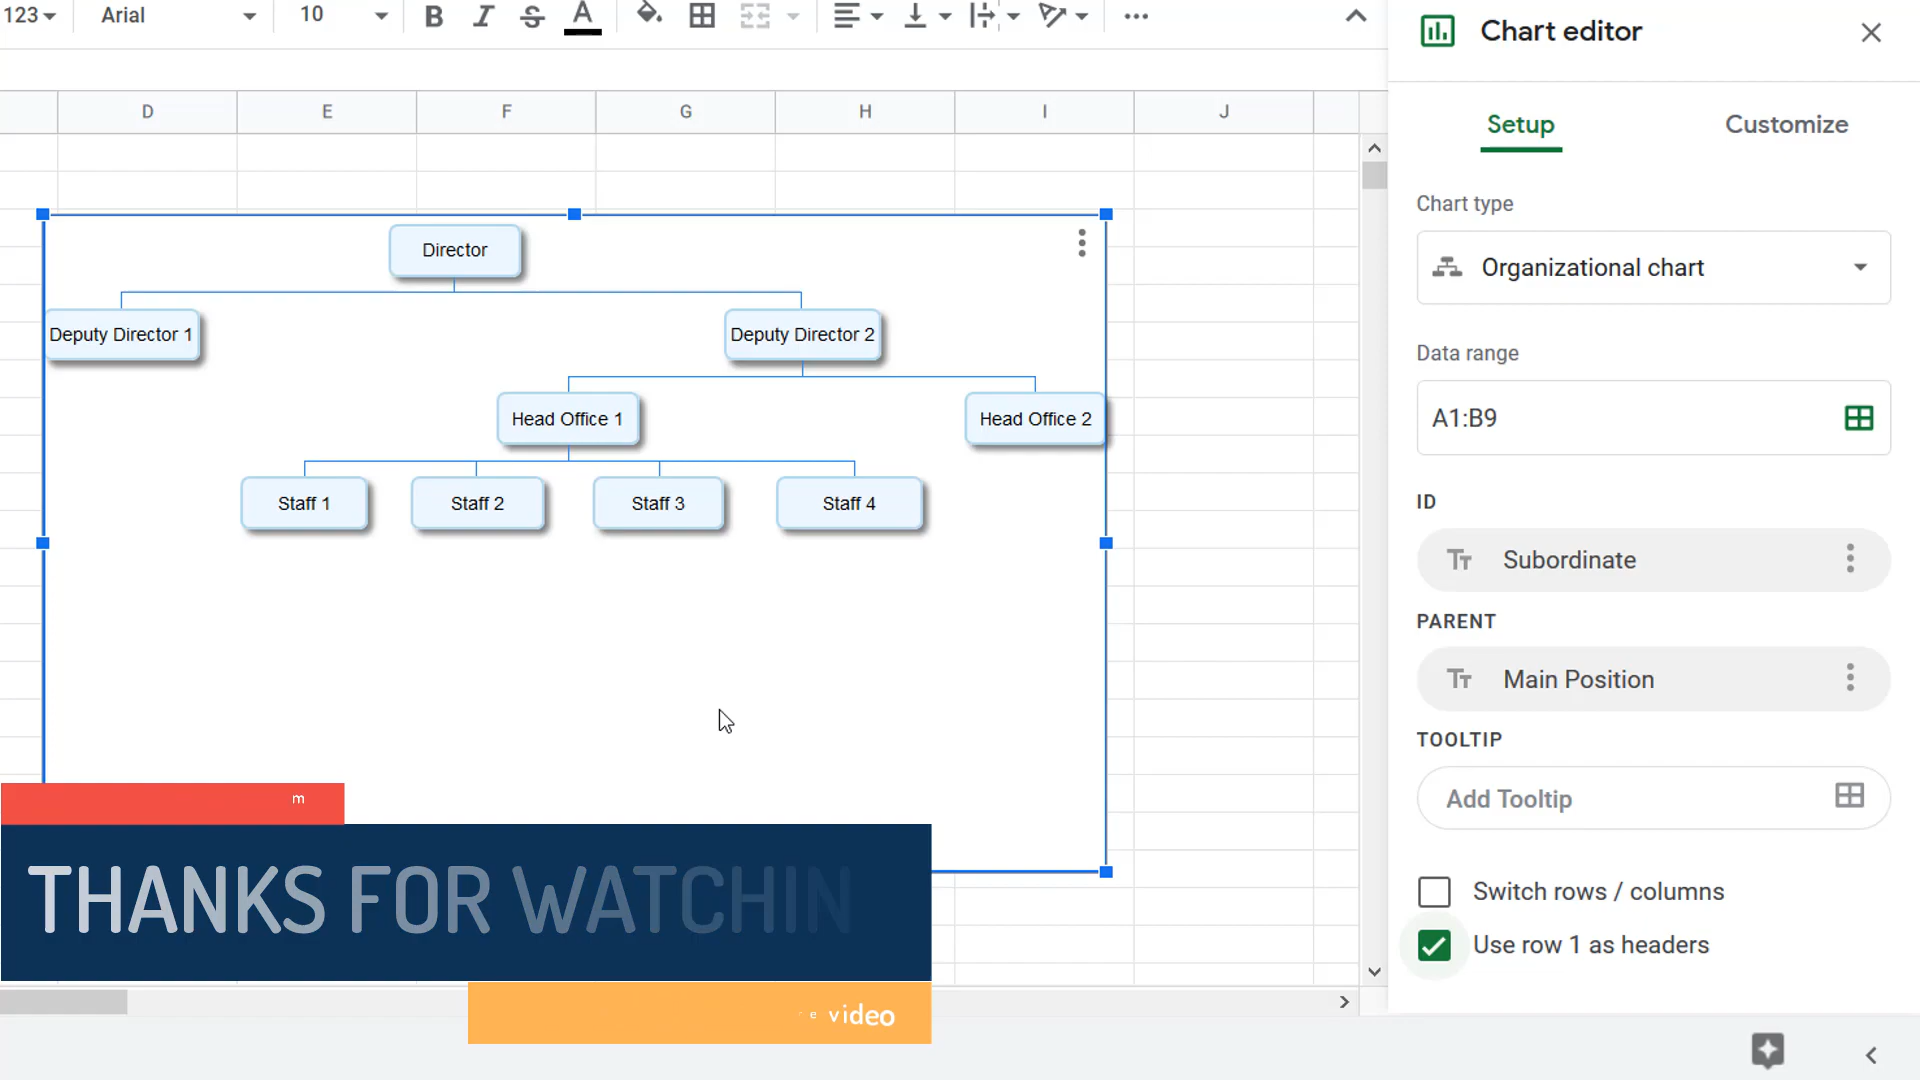 123 Arial 10 B I S A
Chart editor
D E F G H I J
Setup Customize
Chart type
Organizational chart
Data range
A1:B9
ID
Subordinate
PARENT
Main Position
TOOLTIP
Add Tooltip
Switch rows / columns
Use row 1 as headers
Director
Deputy Director 1 Deputy Director 2
Head Office 1 Head Office 2
Staff 1 Staff 2 Staff 3 Staff 4
m
THANKS FOR WATCHIN
e video